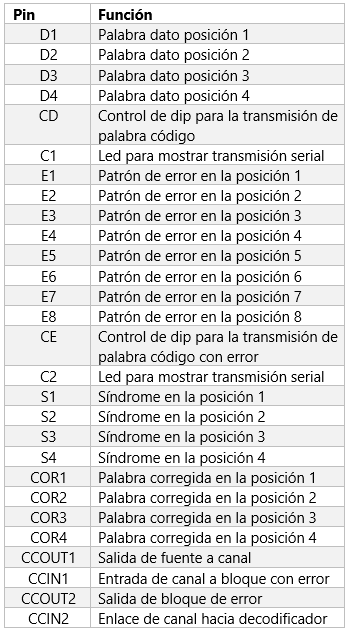 Pin Función
D1 Palabra dato posición 1
D2 Palabra dato posición 2
D3 Palabra dato posición 3
D4 Palabra dato posición 4
CD Control de dip para la transmisión de
palabra código
C1 Led para mostrar transmisión serial
E1 Patrón de error en la posición 1
E2 Patrón de error en la posición 2
E3 Patrón de error en la posición 3
E4 Patrón de error en la posición 4
E5 Patrón de error en la posición 5
E6 Patrón de error en la posición 6
E7 Patrón de error en la posición 7
E8 Patrón de error en la posición 8
CE Control de dip para la transmisión de
palabra código con error
C2 Led para mostrar transmisión serial
S1 Síndrome en la posición 1
S2 Síndrome en la posición 2
S3 Síndrome en la posición 3
S4 Síndrome en la posición 4
COR1 Palabra corregida en la posición 1
COR2 Palabra corregida en la posición 2
COR3 Palabra corregida en la posición 3
COR4 Palabra corregida en la posición 4
CCOUT1 Salida de fuente a canal
CCIN1 Entrada de canal a bloque con error
CCOUT2 Salida de bloque de error
CCIN2 Enlace de canal hacia decodificador